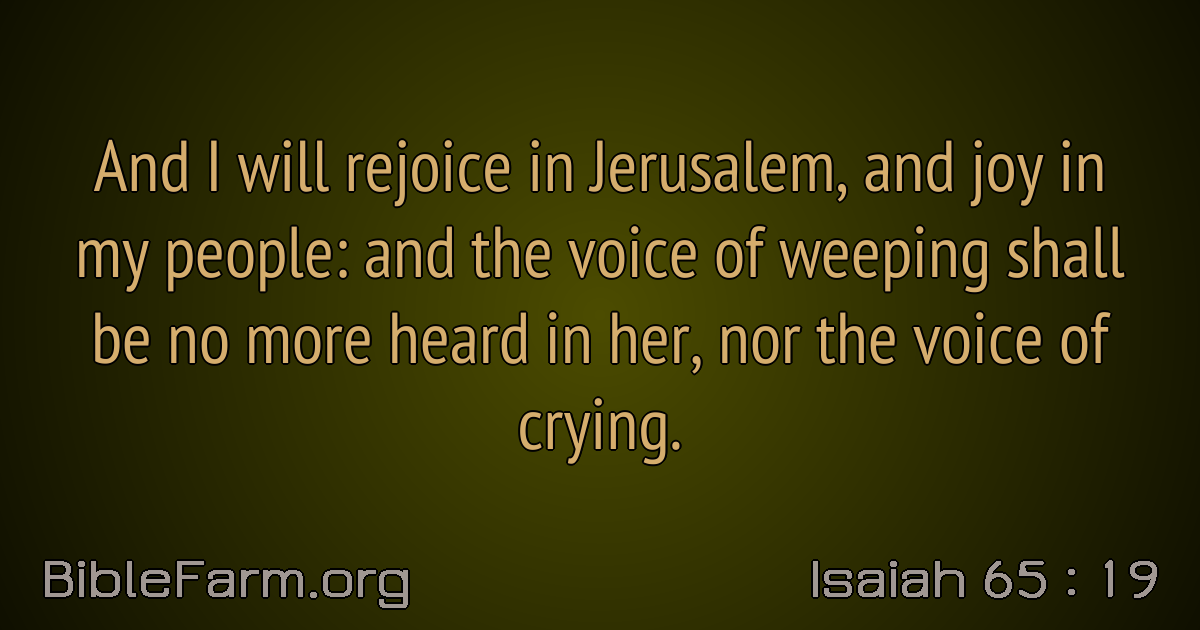 And I will rejoice in Jerusalem, and joy in
my people: and the voice of weeping shall
be no more heard in her, nor the voice of
crying.
BibleFarm.org
Isaiah 65 : 19